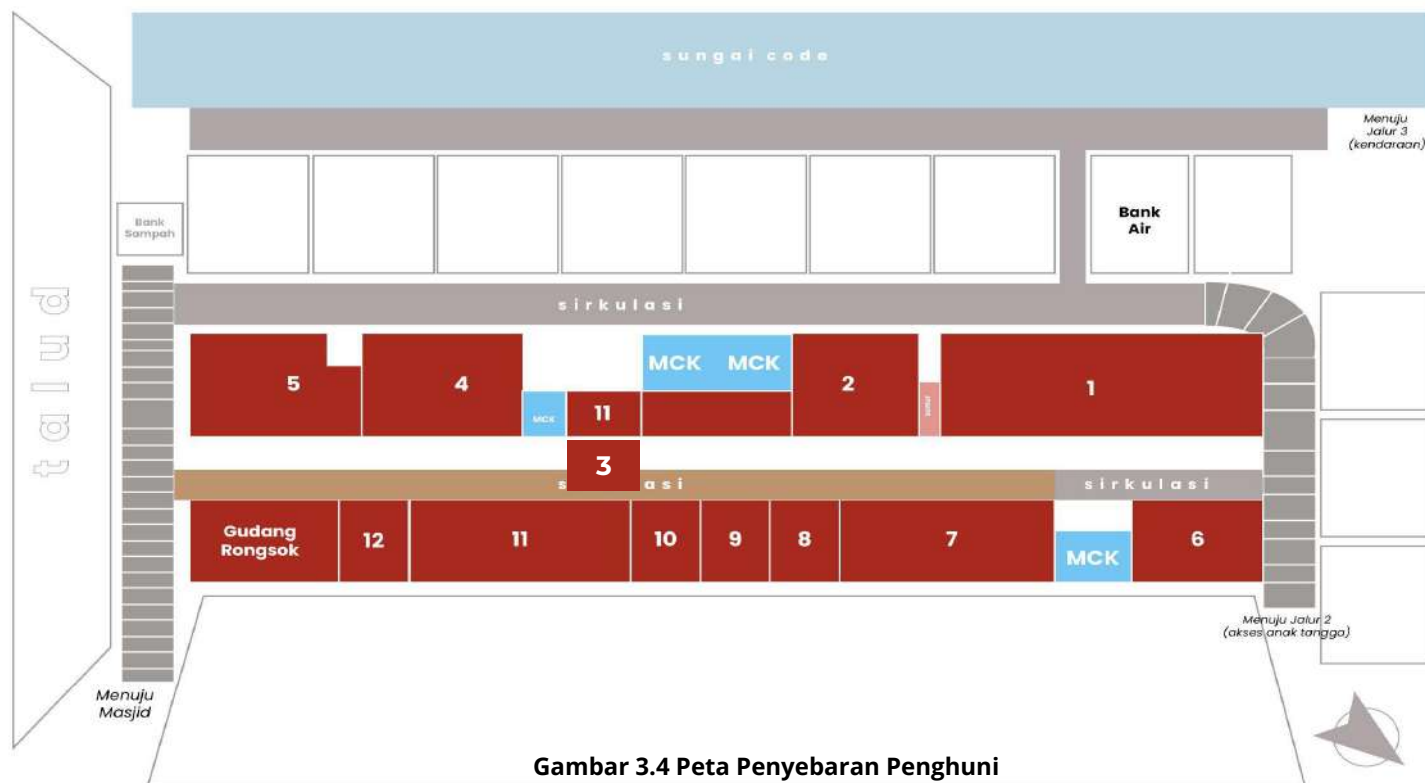 sungai code
Menuju
Jalur 3
(kendaraan)
Bank
Sampah
Bank
Air
talud
sirkulasi
5
4
MCK
11
MCK
MCK
2
sumur
1
3
s asi
sirkulasi
Gudang
Rongsok
12
11
10
9
8
7
MCK
6
Menuju Jalur 2
(akses anak tangga)
Menuju
Masjid
Gambar 3.4 Peta Penyebaran Penghuni